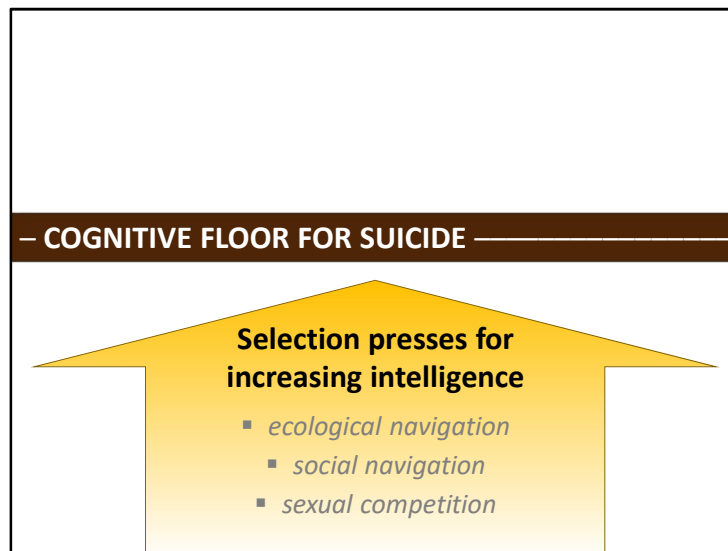 – COGNITIVE FLOOR FOR SUICIDE –
Selection presses for
increasing intelligence
▪ ecological navigation
▪ social navigation
▪ sexual competition